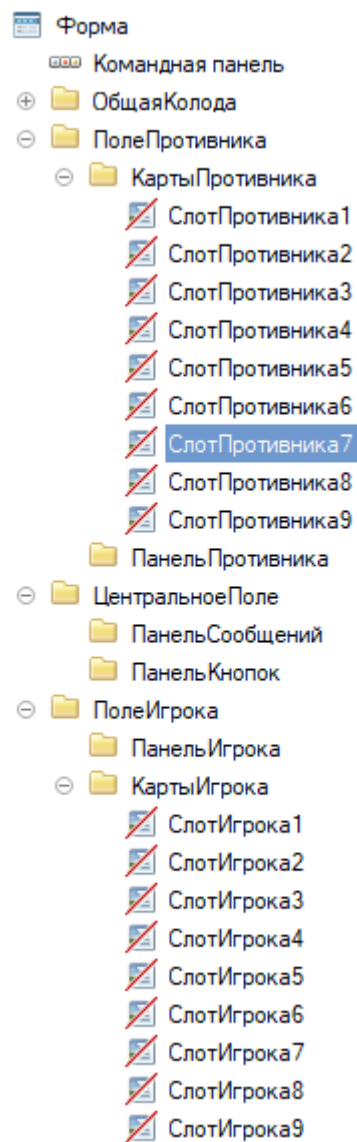 Форма
Командная панель
ОбщаяКолода
ПолеПротивника
КартыПротивника
СлотПротивника1
СлотПротивника2
СлотПротивника3
СлотПротивника4
СлотПротивника5
СлотПротивника6
СлотПротивника7
СлотПротивника8
СлотПротивника9
ПанельПротивника
ЦентральноеПоле
ПанельСообщений
ПанельКнопок
ПолеИгрока
ПанельИгрока
КартыИгрока
СлотИгрока1
СлотИгрока2
СлотИгрока3
СлотИгрока4
СлотИгрока5
СлотИгрока6
СлотИгрока7
СлотИгрока8
СлотИгрока9